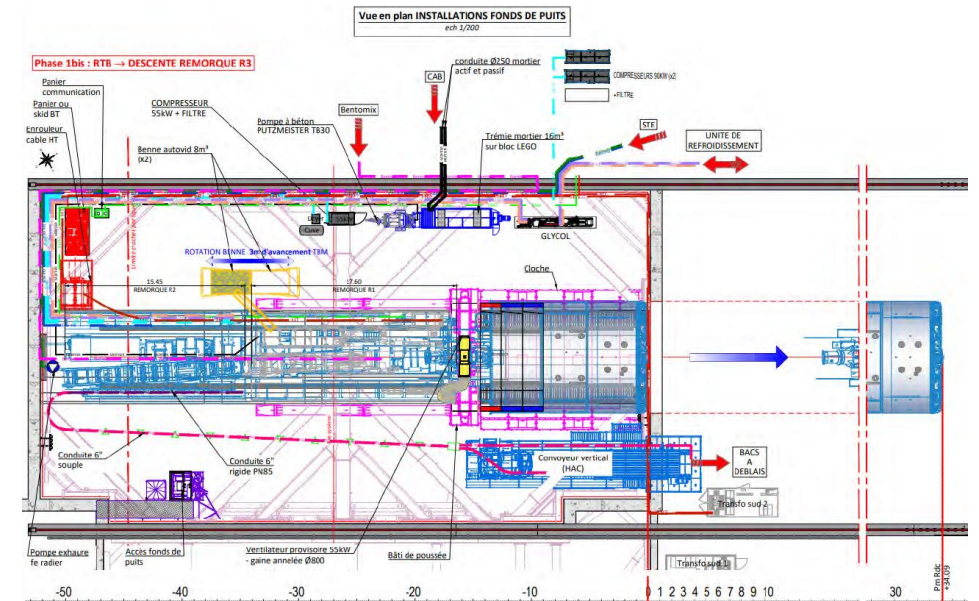 Vue en plan INSTALLATIONS FONDS DE PUITS
ech 1/200
Phase 1bis : RTB → DESCENTE REMORQUE R3
Panier
communication
Panier ou
skid BT
Enrouleur
cable HT
COMPRESSEUR
55kW + FILTRE
Benne autovid 8m³
(x2)
Pompe à béton
PUTZMEISTER TB30
Bentomix
CAB
conduite Ø250 mortier
actif et passif
COMPRESSEURS 90KW (x2)
+FILTRE
STE
UNITE DE
REFROIDISSEMENT
Trémie mortier 16m³
sur bloc LEGO
55kW
Cuve
GLYCOL
ROTATION BENNE 3m d'avancement TBM
Cloche
15.45
REMORQUE R2
17.60
REMORQUE R1
Conduite 6"
souple
Conduite 6"
rigide PN85
Convoyeur vertical
(HAC)
BACS
A
DEBLAIS
Transfo sud 2
Transfo sud 1
Pompe exhaure
fe radier
Accès fonds de
puits
Ventilateur provisoire 55kW
- gaine annelée Ø800
Bâti de poussée
Pm Rdc
+34.09
-50 -40 -30 -20 -10 0 1 2 3 4 5 6 7 8 9 10 30